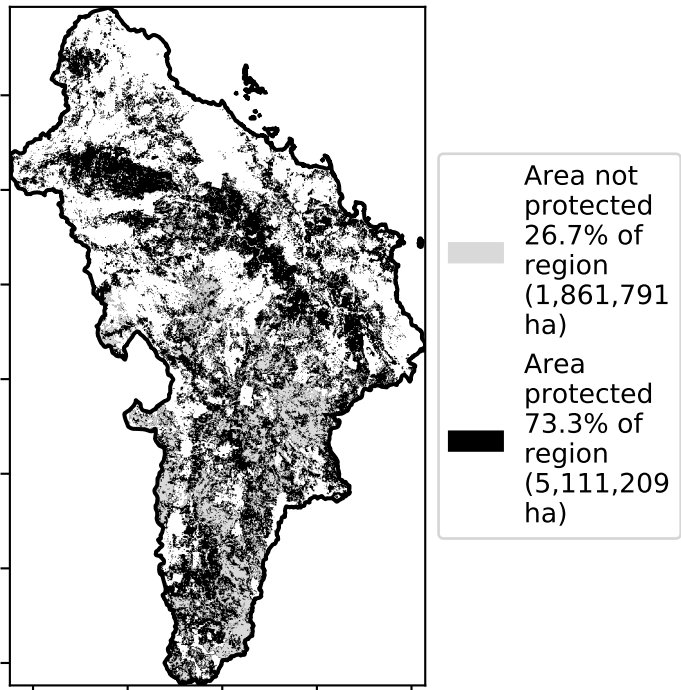 Area not
protected
26.7% of
region
(1,861,791
ha)
Area
protected
73.3% of
region
(5,111,209
ha)